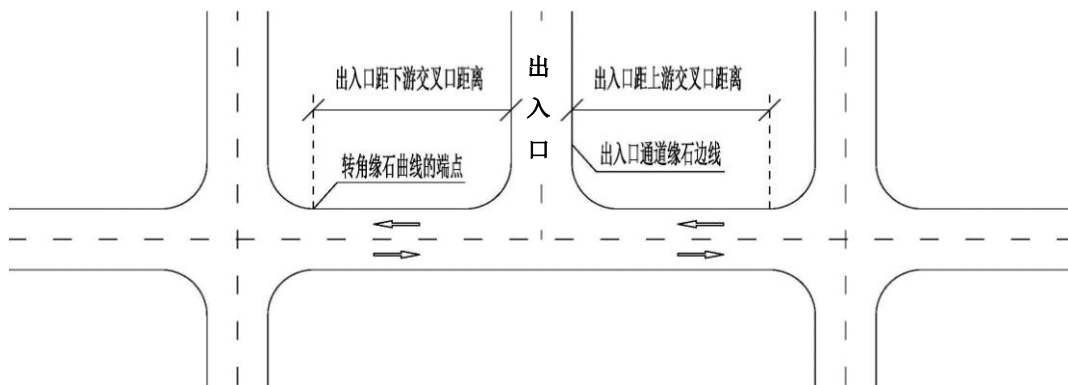 出入口距下游交叉口距离
出入口
出入口距上游交叉口距离
转角缘石曲线的端点
出入口通道缘石边线